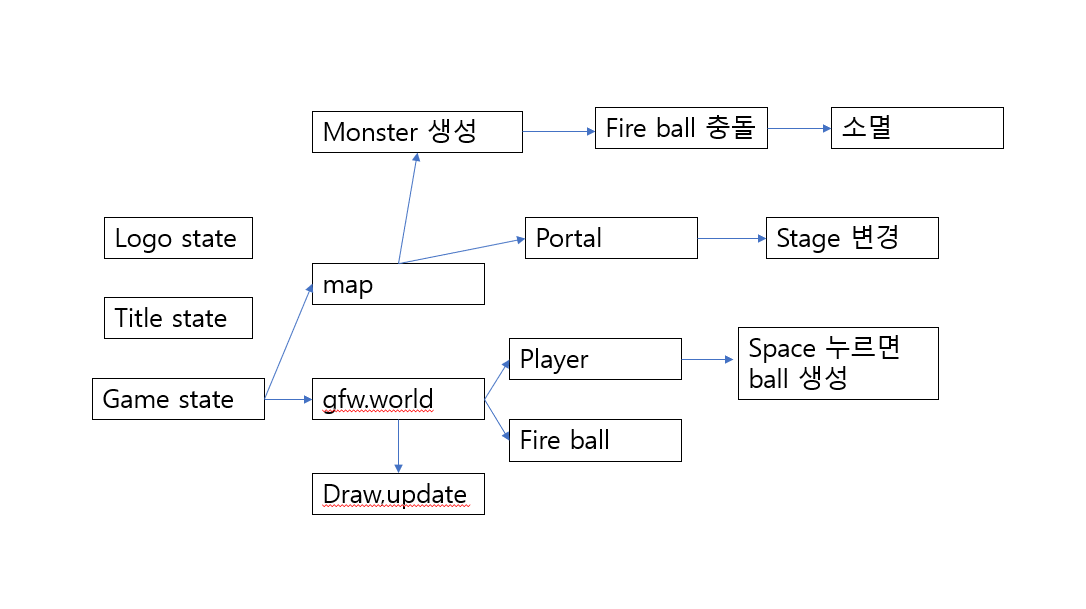 Monster 생성
Fire ball 충돌
소멸
Logo state
Portal
Stage 변경
map
Title state
Player
Space 누르면
ball 생성
Game state
gfw.world
Fire ball
Draw,update